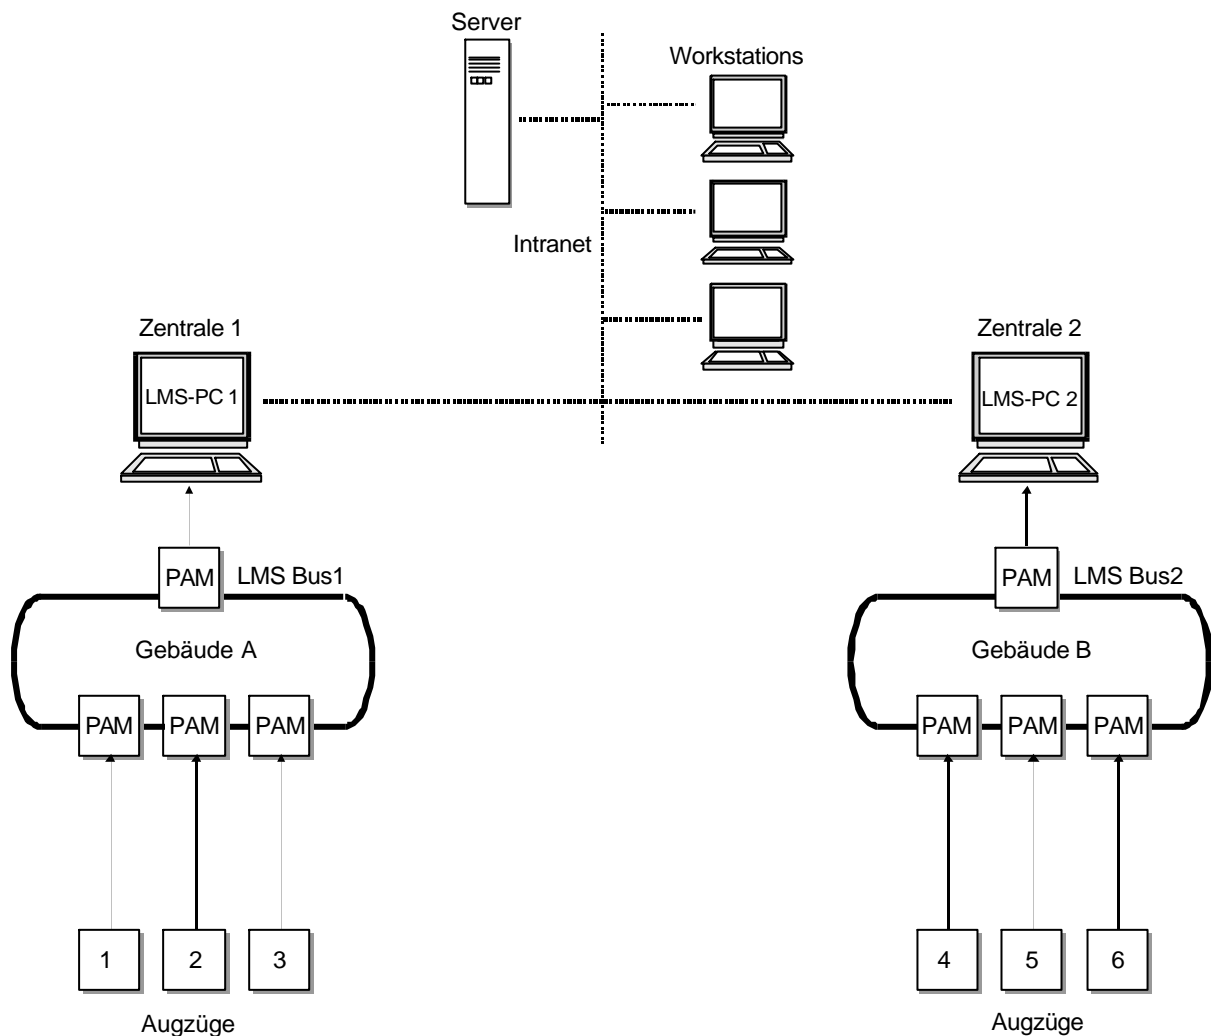 Server
Workstations
Intranet
Zentrale 1
Zentrale 2
LMS-PC 1
LMS-PC 2
PAM
LMS Bus1
PAM
LMS Bus2
Gebäude A
Gebäude B
PAM
PAM
PAM
PAM
PAM
PAM
1
2
3
4
5
6
Augzüge
Augzüge